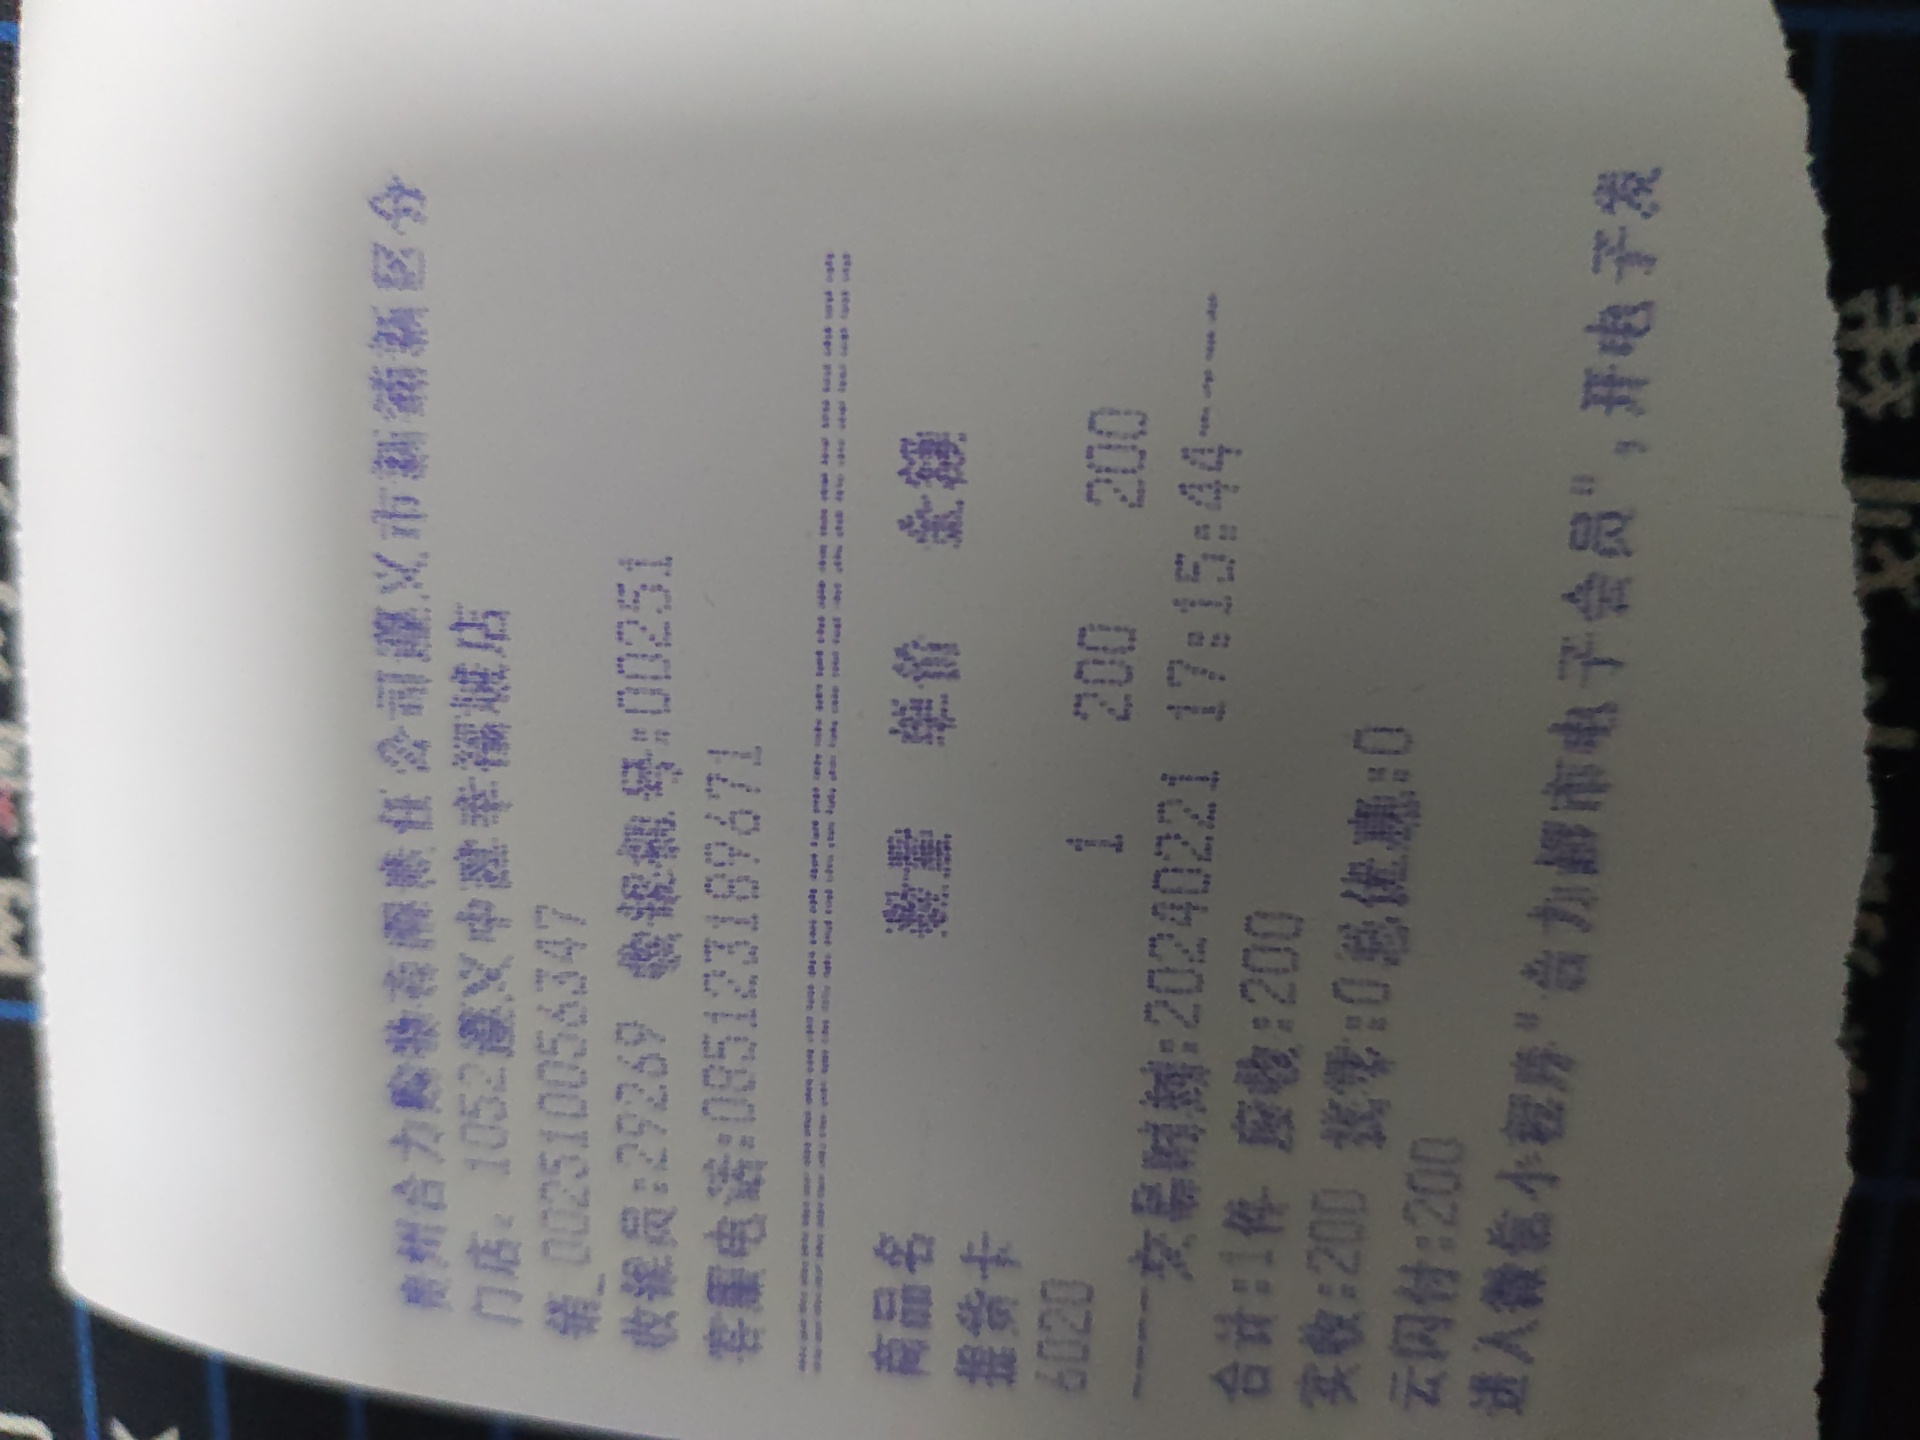 贵州合力购物有限责任公司遵义市新蒲新区分
门店: 1052遵义中建幸福城店
销_002510056347
收银员:29269 收银机号:00251
客服电话:085123189671
========================================
商品名 数量 单价 金额
提货卡
6020 1 200 200
-----交易时刻:20240221 17:15:44-----
合计:1件 应收:200
实收:200 找零:0总优惠:0
云闪付:200
进入微信小程序"合力超市电子会员",开电子发